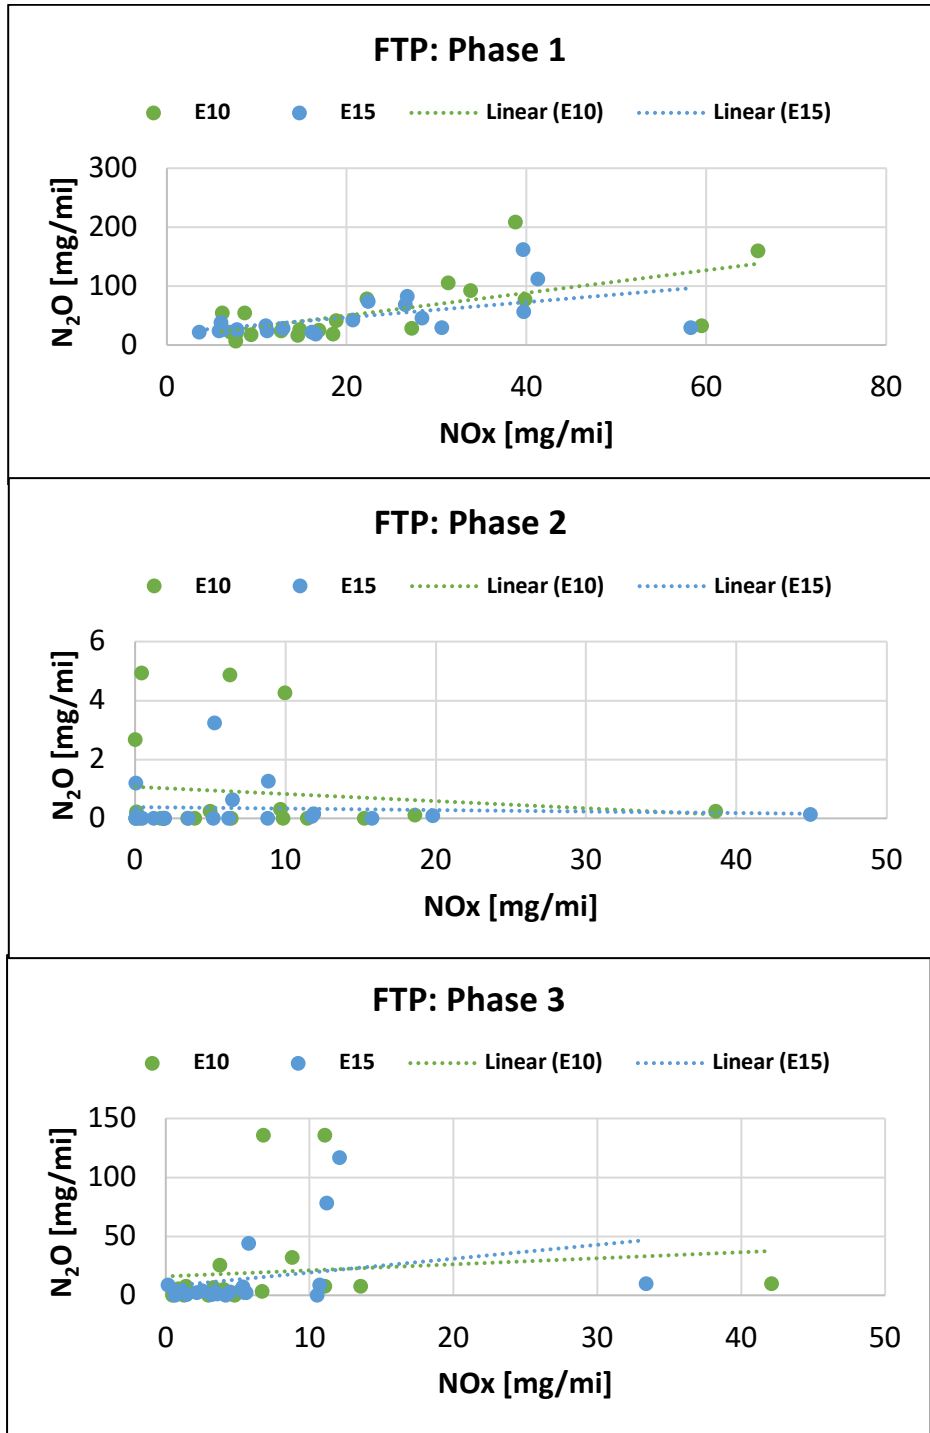 FTP: Phase 1
E10 E15 Linear (E10) Linear (E15)
300
200
100
0
N₂O [mg/mi]
0 20 40 60 80
NOx [mg/mi]
FTP: Phase 2
E10 E15 Linear (E10) Linear (E15)
6
4
2
0
N₂O [mg/mi]
0 10 20 30 40 50
NOx [mg/mi]
FTP: Phase 3
E10 E15 Linear (E10) Linear (E15)
150
100
50
0
N₂O [mg/mi]
0 10 20 30 40 50
NOx [mg/mi]